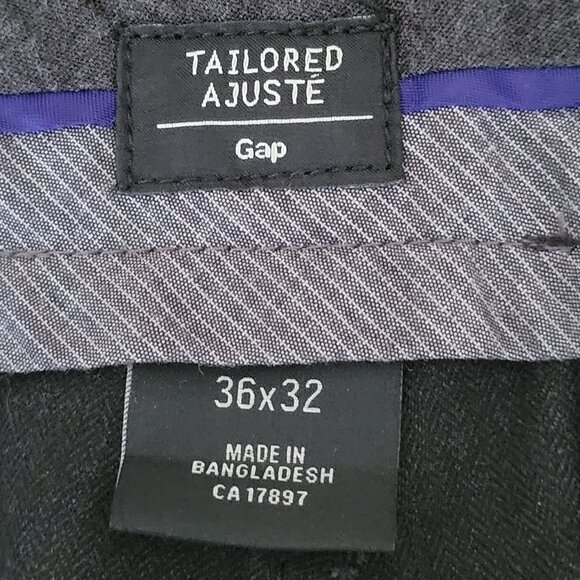 TAILORED
AJUSTÉ
Gap
36x32
MADE IN
BANGLADESH
CA 17897